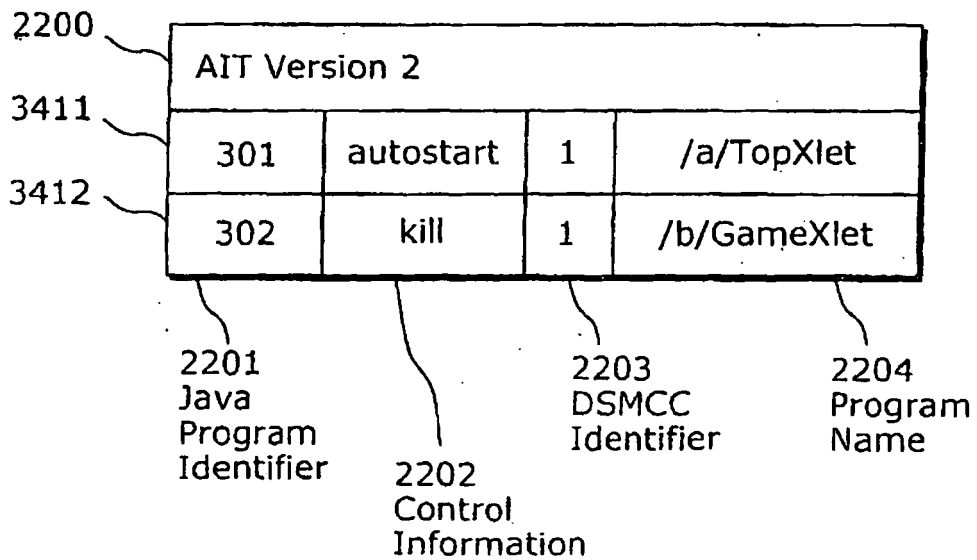 2200
AIT Version 2
3411
301 autostart 1 /a/TopXlet
3412
302 kill 1 /b/GameXlet
2201
Java
Program
Identifier
2202
Control
Information
2203
DSMCC
Identifier
2204
Program
Name